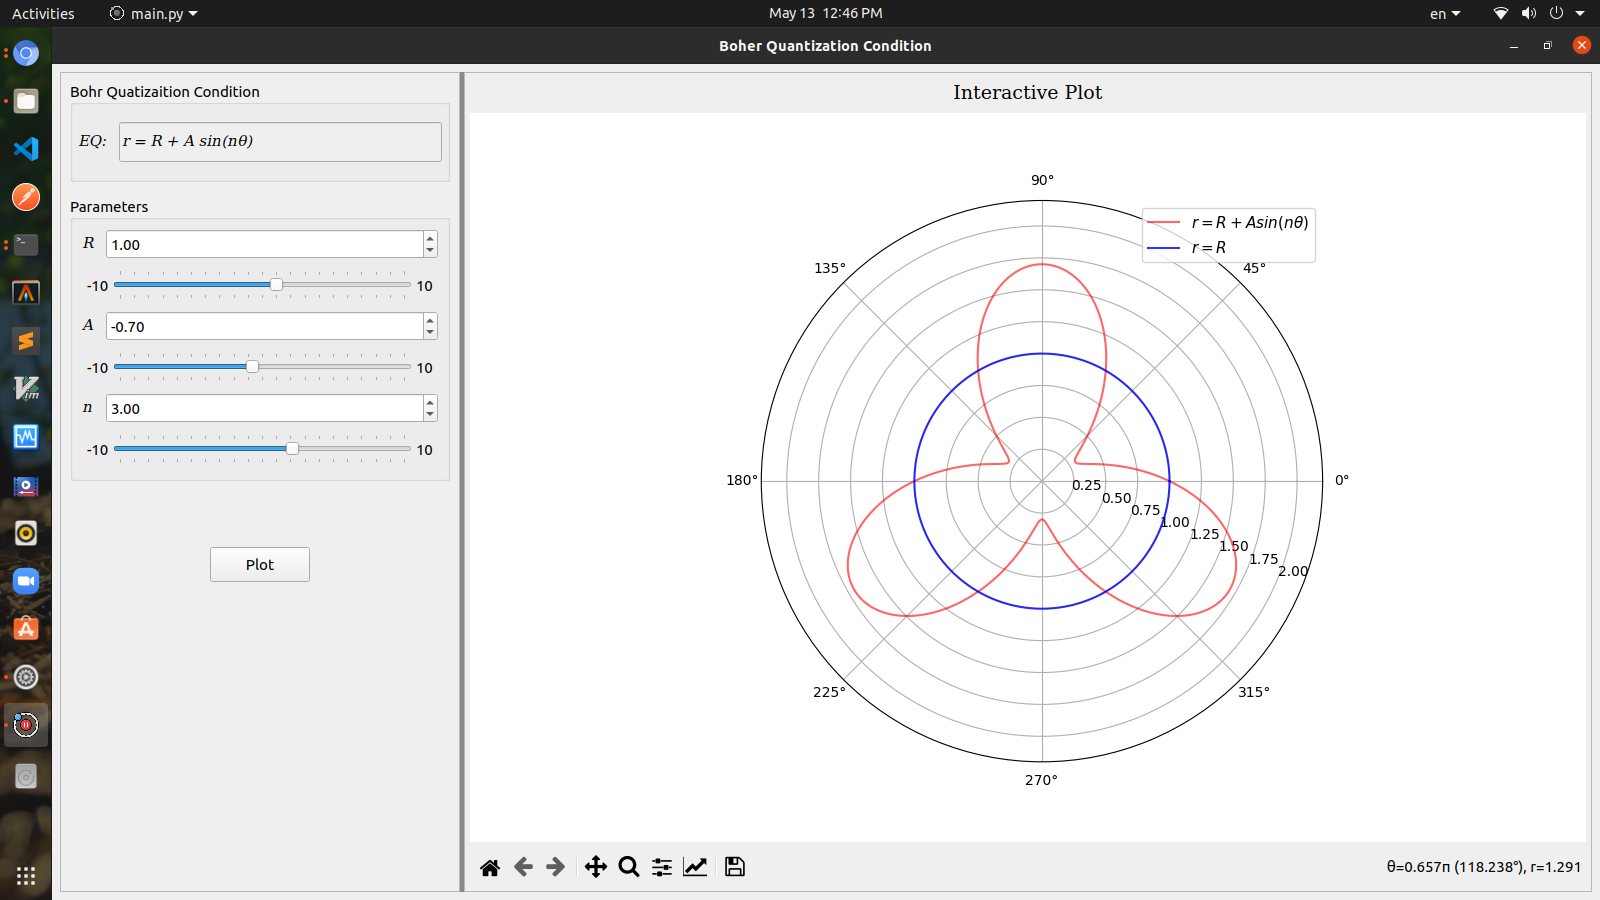 Activities
main.py
May 13 12:46 PM
en
Boher Quantization Condition
Bohr Quatizaition Condition
EQ:
r = R + A sin(nθ)
Parameters
R
1.00
-10
10
A
-0.70
-10
10
n
3.00
-10
10
Plot
Interactive Plot
90°
r = R + Asin(nθ)
r = R
135°
45°
180°
0°
0.25
0.50
0.75
1.00
1.25
1.50
1.75
2.00
225°
315°
270°
θ=0.657π (118.238°), r=1.291